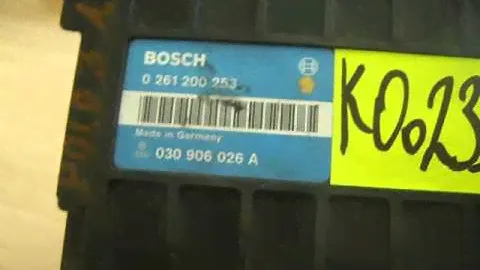 BOSCH
0 261 200 253
Made in Germany
030 906 026 A
K0023